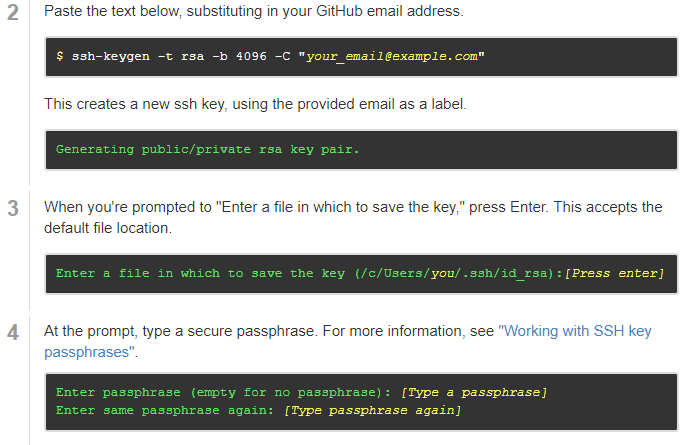 2
Paste the text below, substituting in your GitHub email address.
$ ssh-keygen -t rsa -b 4096 -C "your_email@example.com"
This creates a new ssh key, using the provided email as a label.
Generating public/private rsa key pair.
3
When you're prompted to "Enter a file in which to save the key," press Enter. This accepts the
default file location.
Enter a file in which to save the key (/c/Users/you/.ssh/id_rsa):[Press enter]
4
At the prompt, type a secure passphrase. For more information, see "Working with SSH key
passphrases".
Enter passphrase (empty for no passphrase): [Type a passphrase]
Enter same passphrase again: [Type passphrase again]